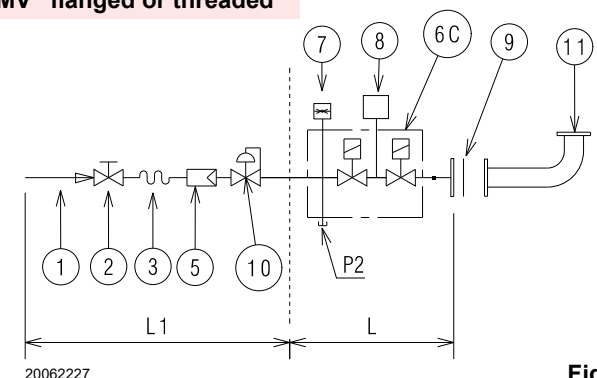 MV" flanged or threaded
7 8 6C 9 11
1 2 3 5 10 P2
L1 L
20062227
Fig